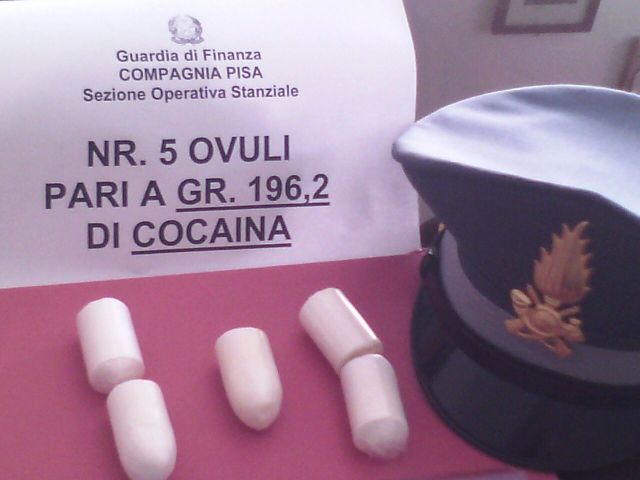 Guardia di Finanza
COMPAGNIA PISA
Sezione Operativa Stanziale
NR. 5 OVULI
PARI A GR. 196,2
DI COCAINA